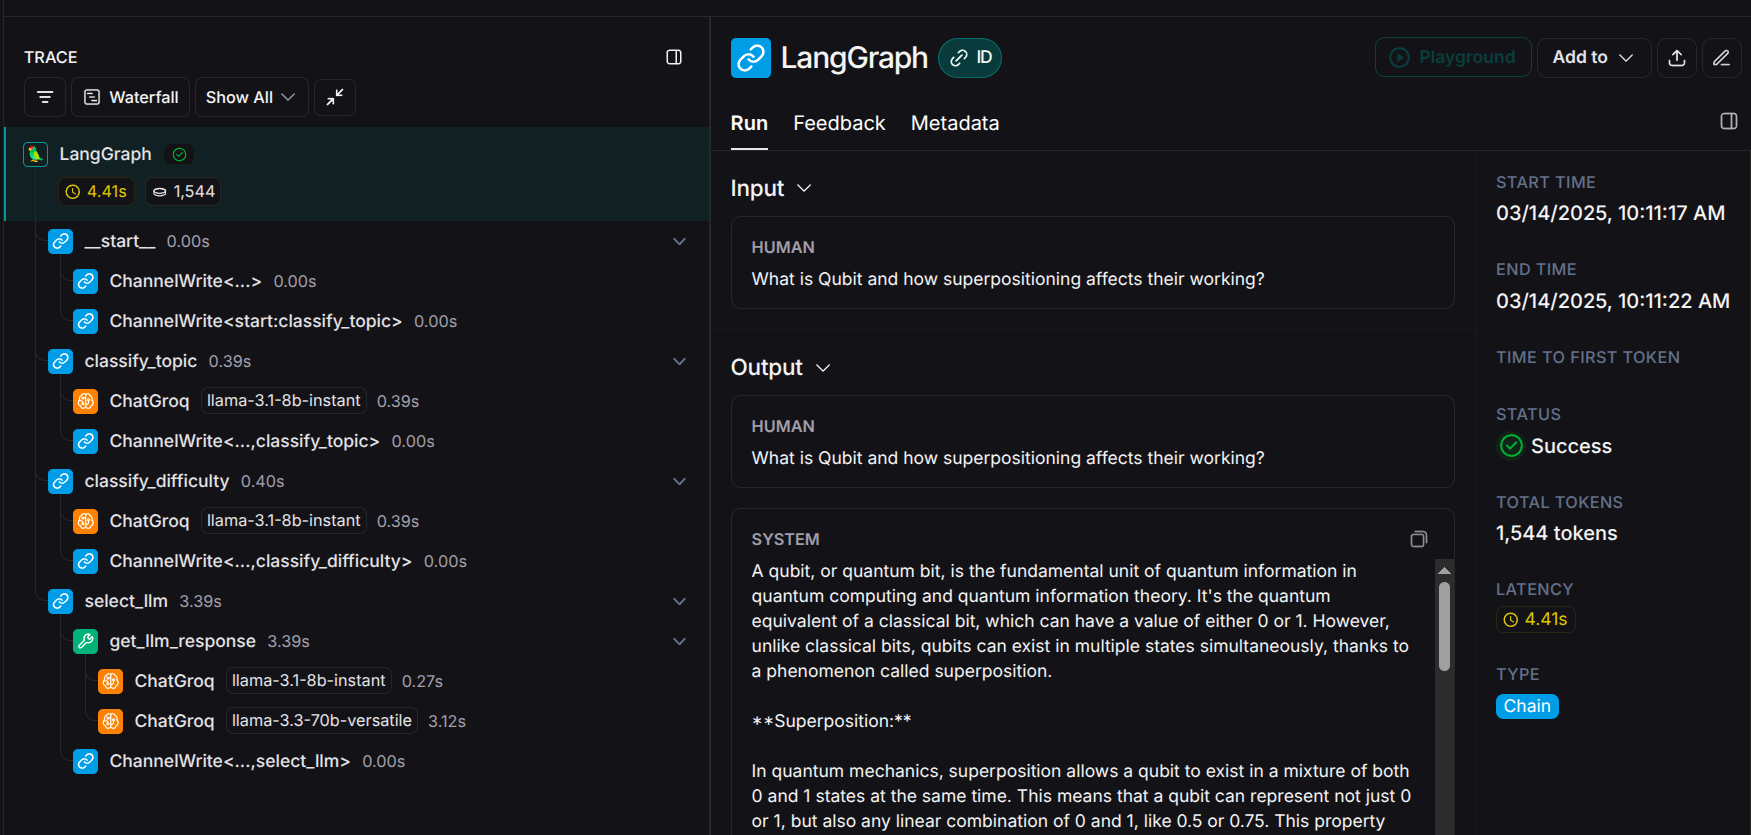 TRACE
Waterfall
Show All
LangGraph
4.41s
1,544
__start__ 0.00s
ChannelWrite<...> 0.00s
ChannelWrite<start:classify_topic> 0.00s
classify_topic 0.39s
ChatGroq llama-3.1-8b-instant 0.39s
ChannelWrite<...,classify_topic> 0.00s
classify_difficulty 0.40s
ChatGroq llama-3.1-8b-instant 0.39s
ChannelWrite<...,classify_difficulty> 0.00s
select_llm 3.39s
get_llm_response 3.39s
ChatGroq llama-3.1-8b-instant 0.27s
ChatGroq llama-3.3-70b-versatile 3.12s
ChannelWrite<...,select_llm> 0.00s
LangGraph ID
Playground
Add to
Run Feedback Metadata
Input
HUMAN
What is Qubit and how superpositioning affects their working?
Output
HUMAN
What is Qubit and how superpositioning affects their working?
SYSTEM
A qubit, or quantum bit, is the fundamental unit of quantum information in
quantum computing and quantum information theory. It's the quantum
equivalent of a classical bit, which can have a value of either 0 or 1. However,
unlike classical bits, qubits can exist in multiple states simultaneously, thanks to
a phenomenon called superposition.
**Superposition:**
In quantum mechanics, superposition allows a qubit to exist in a mixture of both
0 and 1 states at the same time. This means that a qubit can represent not just 0
or 1, but also any linear combination of 0 and 1, like 0.5 or 0.75. This property
START TIME
03/14/2025, 10:11:17 AM
END TIME
03/14/2025, 10:11:22 AM
TIME TO FIRST TOKEN
STATUS
Success
TOTAL TOKENS
1,544 tokens
LATENCY
4.41s
TYPE
Chain